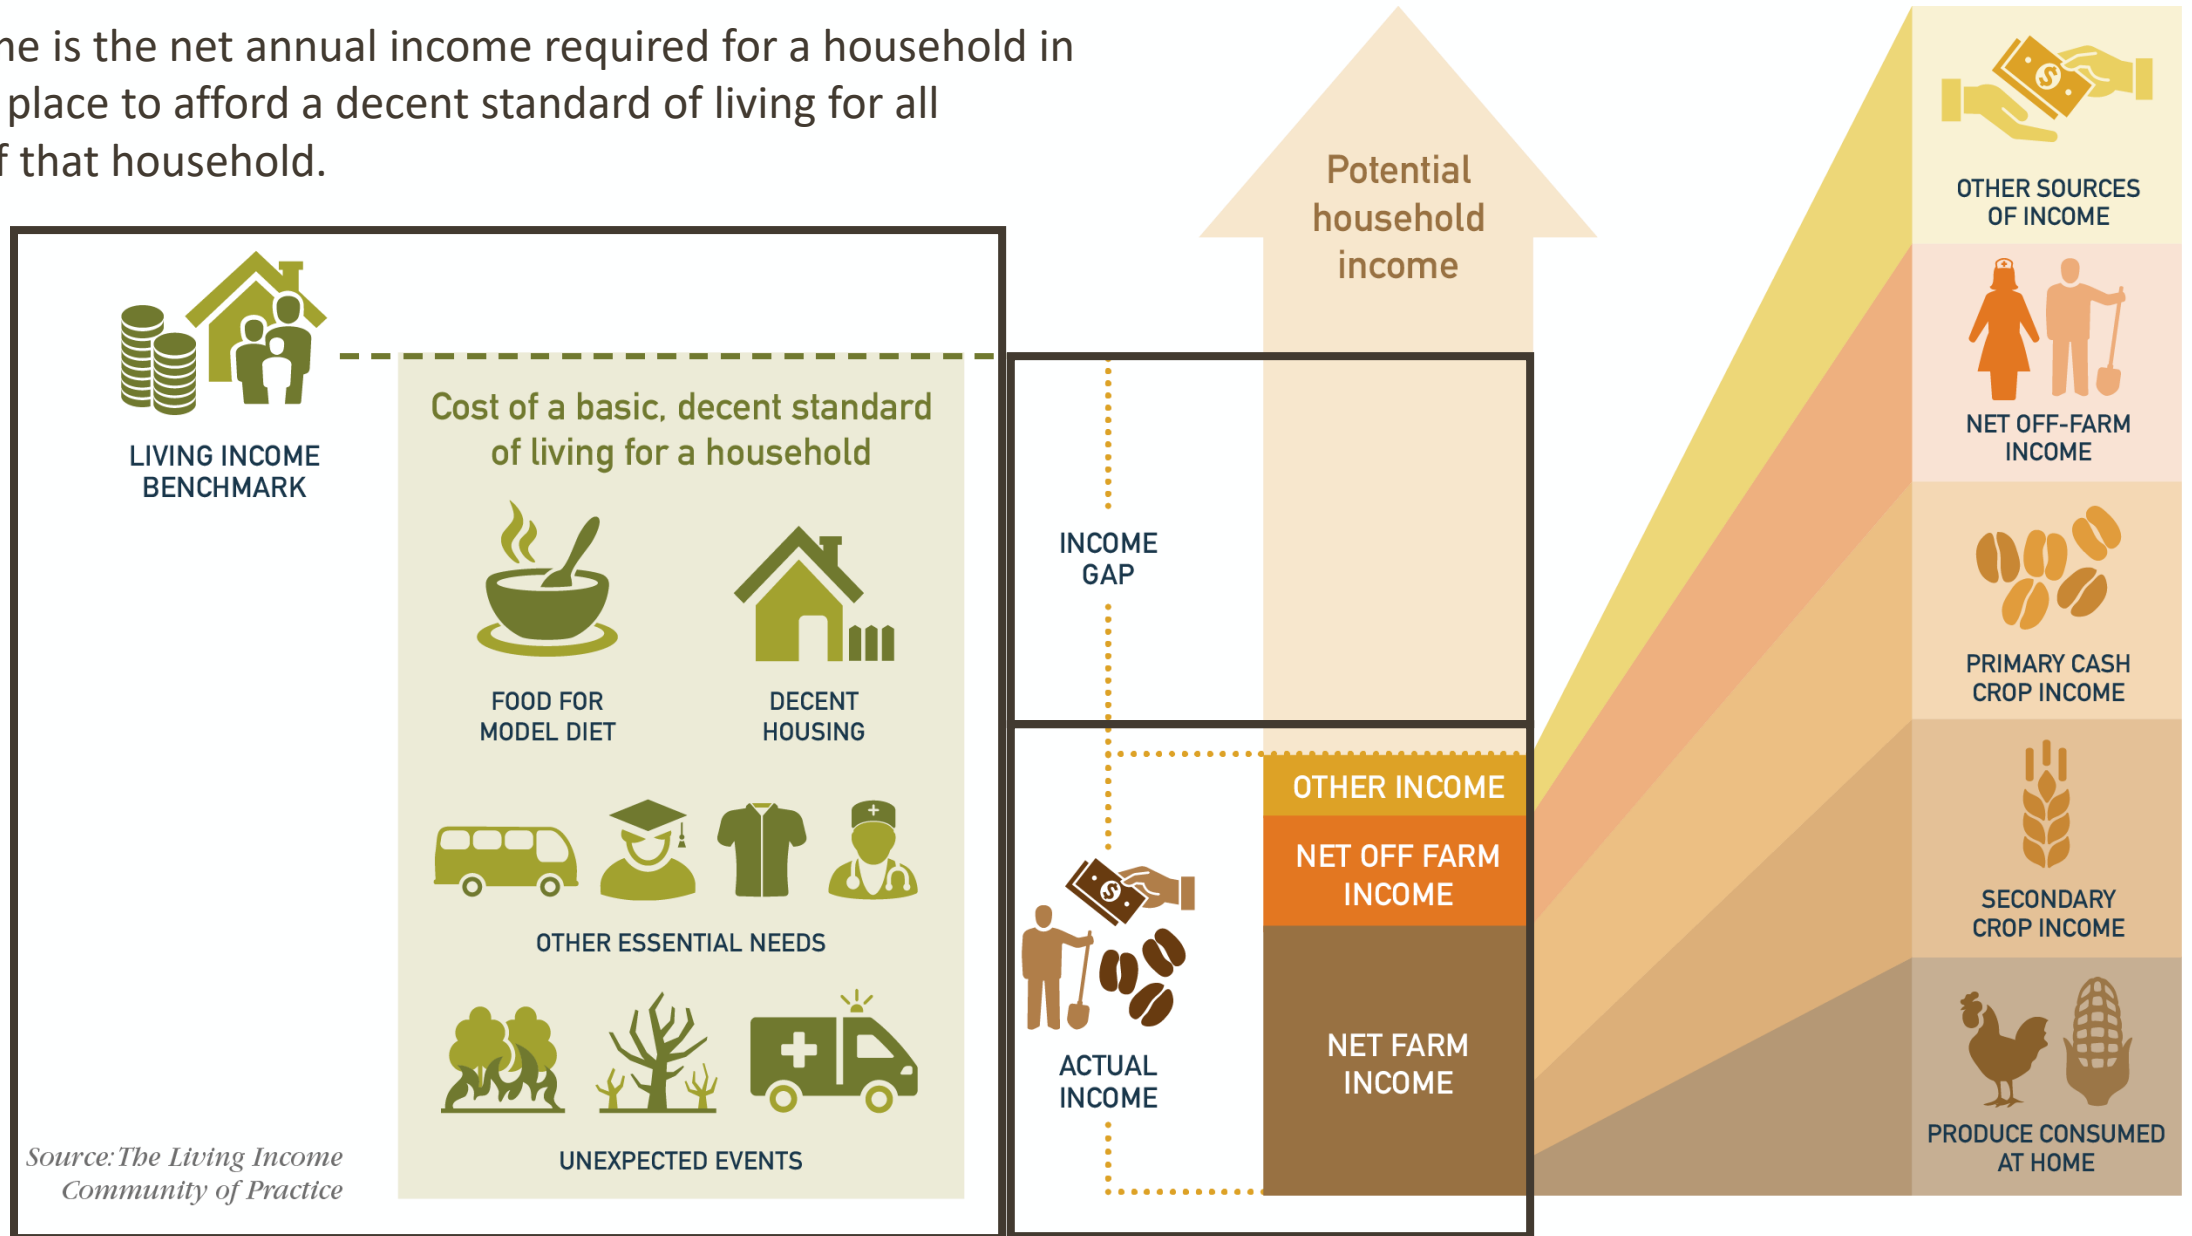 is the net annual income required for a household in
place to afford a decent standard of living for all
that household.
Potential
household
income
LIVING INCOME
BENCHMARK
Cost of a basic, decent standard
of living for a household
FOOD FOR
MODEL DIET
DECENT
HOUSING
OTHER ESSENTIAL NEEDS
UNEXPECTED EVENTS
Source: The Living Income
Community of Practice
INCOME
GAP
ACTUAL
INCOME
OTHER INCOME
NET OFF FARM
INCOME
NET FARM
INCOME
OTHER SOURCES
OF INCOME
NET OFF-FARM
INCOME
PRIMARY CASH
CROP INCOME
SECONDARY
CROP INCOME
PRODUCE CONSUMED
AT HOME